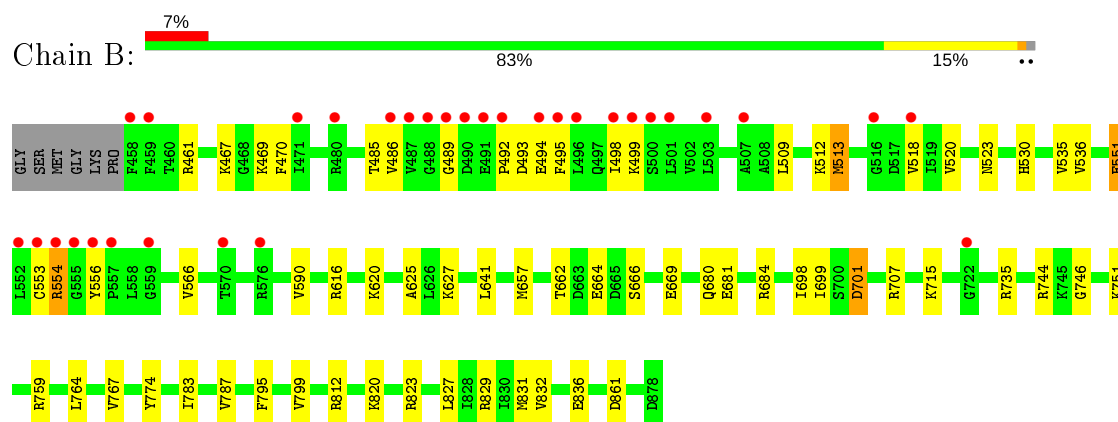 7%
Chain B:
83% 15% ••
GLY SER MET GLY LYS PRO F458 F459 T460 R461 K467 G468 K469 F470 I471 R480 T485 V486 V487 G488 G489 D490 E491 P492 D493 E494 F495 L496 Q497 I498 K499 S500 L501 V502 L503 A507 A508 L509 K512 M513 G516 D517 V518 I519 V520 N523 H530 V535 V536
L552 C553 R554 G555 Y556 P557 L558 G559 V566 T570 R576 V590 R616 K620 A625 L626 K627 L641 M657 T662 D663 E664 D665 S666 E669 Q680 E681 R684 I698 I699 S700 D701 R707 K715 G722 R735 R744 K745 G746
R759 L764 V767 Y774 I783 V787 F795 V799 R812 K820 R823 L827 I828 R829 I830 M831 V832 E836 D861 D878